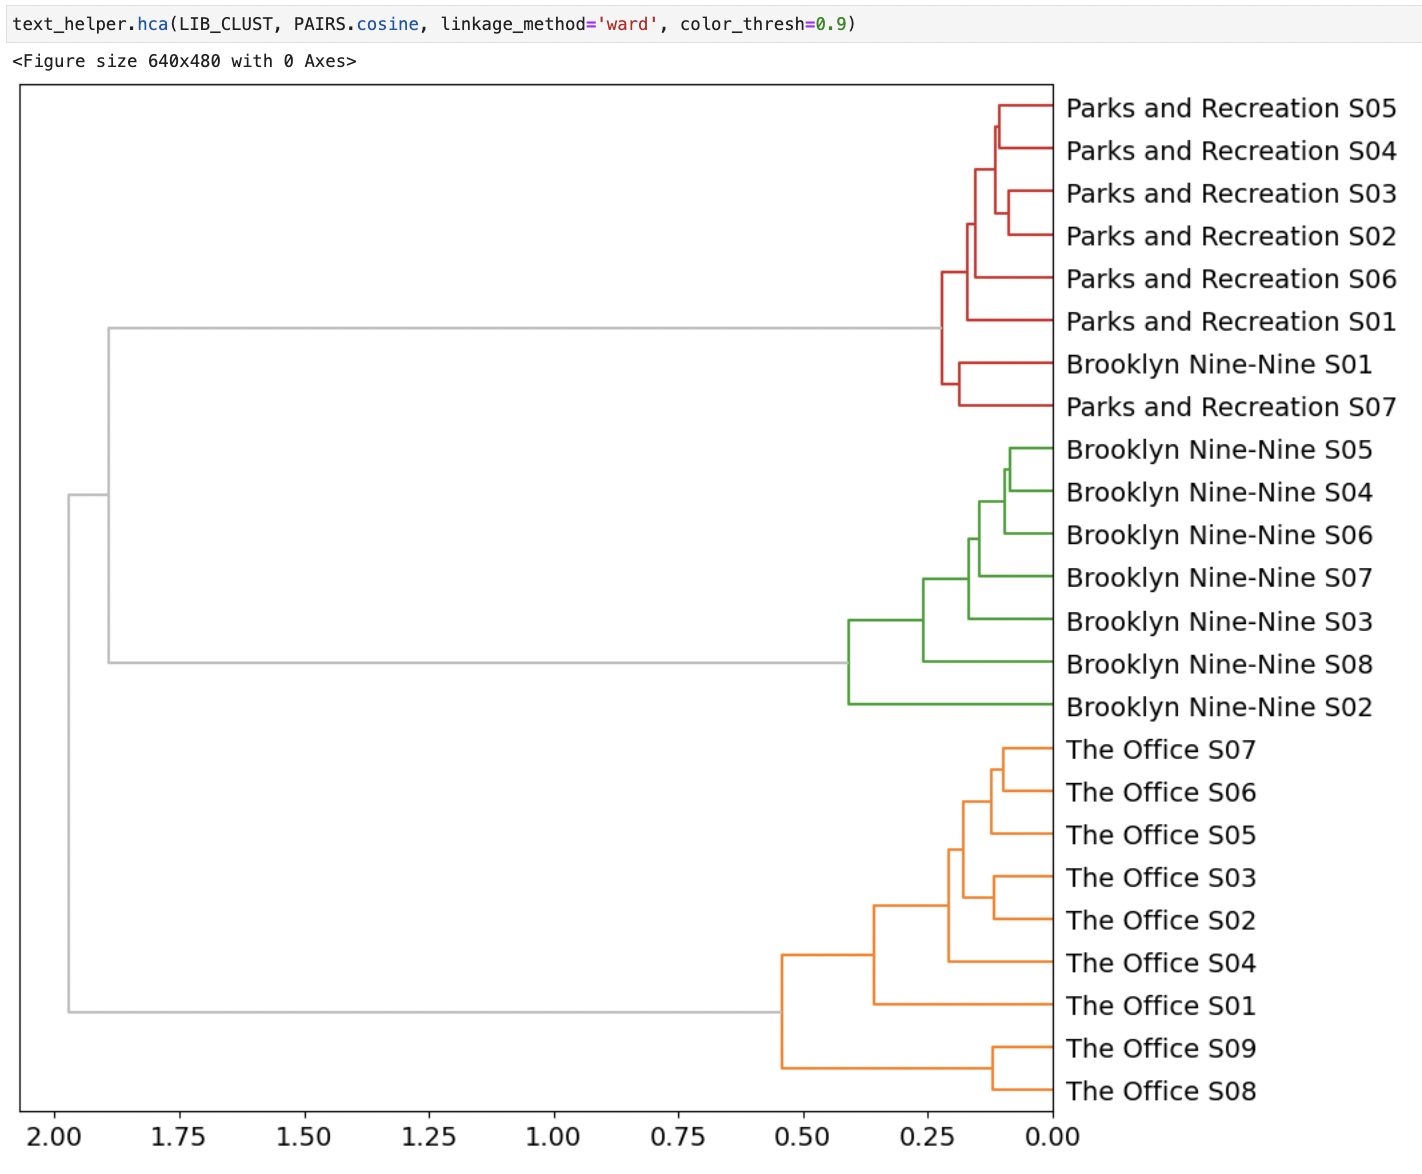 text_helper.hca(LIB_CLUST, PAIRS.cosine, linkage_method='ward', color_thresh=0.9)
<Figure size 640x480 with 0 Axes>
Parks and Recreation S05
Parks and Recreation S04
Parks and Recreation S03
Parks and Recreation S02
Parks and Recreation S06
Parks and Recreation S01
Brooklyn Nine-Nine S01
Parks and Recreation S07
Brooklyn Nine-Nine S05
Brooklyn Nine-Nine S04
Brooklyn Nine-Nine S06
Brooklyn Nine-Nine S07
Brooklyn Nine-Nine S03
Brooklyn Nine-Nine S08
Brooklyn Nine-Nine S02
The Office S07
The Office S06
The Office S05
The Office S03
The Office S02
The Office S04
The Office S01
The Office S09
The Office S08
2.00 1.75 1.50 1.25 1.00 0.75 0.50 0.25 0.00